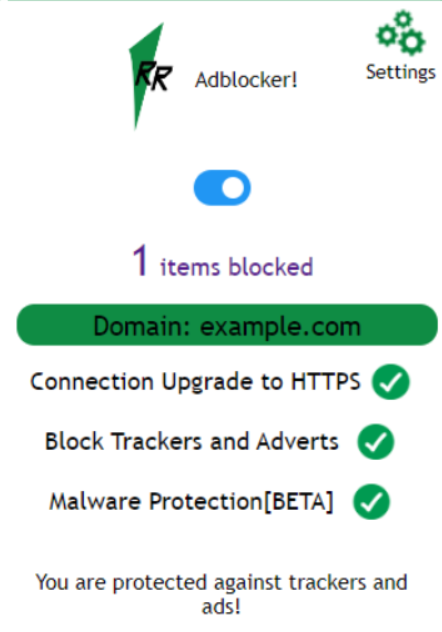 RR
Adblocker!
Settings
1 items blocked
Domain: example.com
Connection Upgrade to HTTPS
Block Trackers and Adverts
Malware Protection[BETA]
You are protected against trackers and
ads!